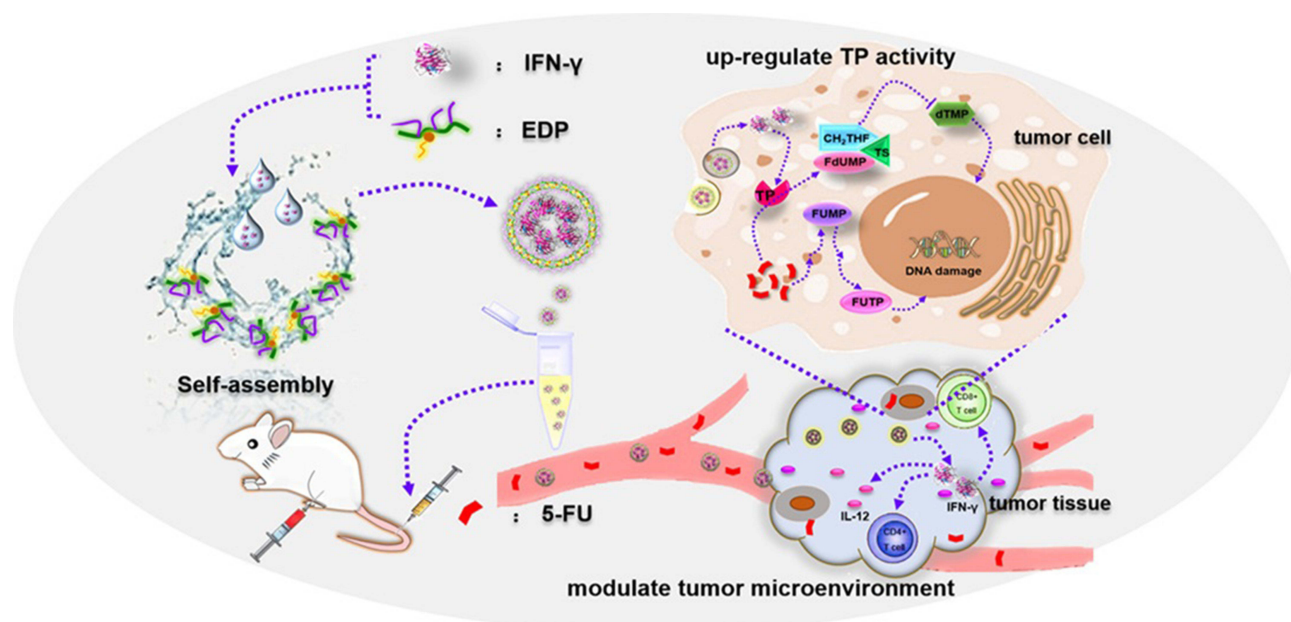 : IFN-γ
: EDP
Self-assembly
: 5-FU
up-regulate TP activity
tumor cell
dTMP
CH₂THF
TS
FdUMP
TP
FUMP
DNA damage
FUTP
CD8+
T cell
IL-12
IFN-γ
tumor tissue
CD4+
T cell
modulate tumor microenvironment